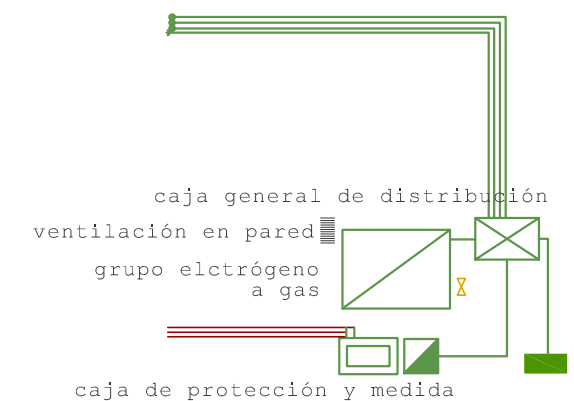 caja general de distribución
ventilación en pared
grupo elctrógeno
a gas
caja de protección y medida